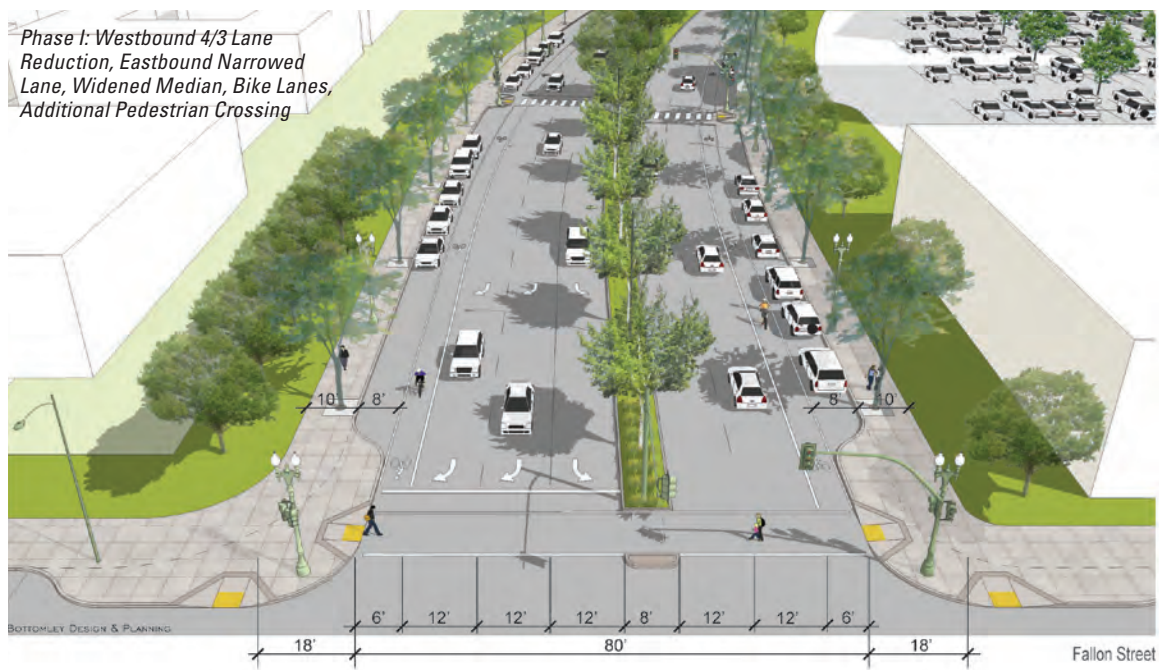 Phase I: Westbound 4/3 Lane
Reduction, Eastbound Narrowed
Lane, Widened Median, Bike Lanes,
Additional Pedestrian Crossing
10' 8' 8' 10'
6' 12' 12' 12' 8' 12' 12' 6'
BOTTOMLEY DESIGN & PLANNING
18' 80' 18'
Fallon Street